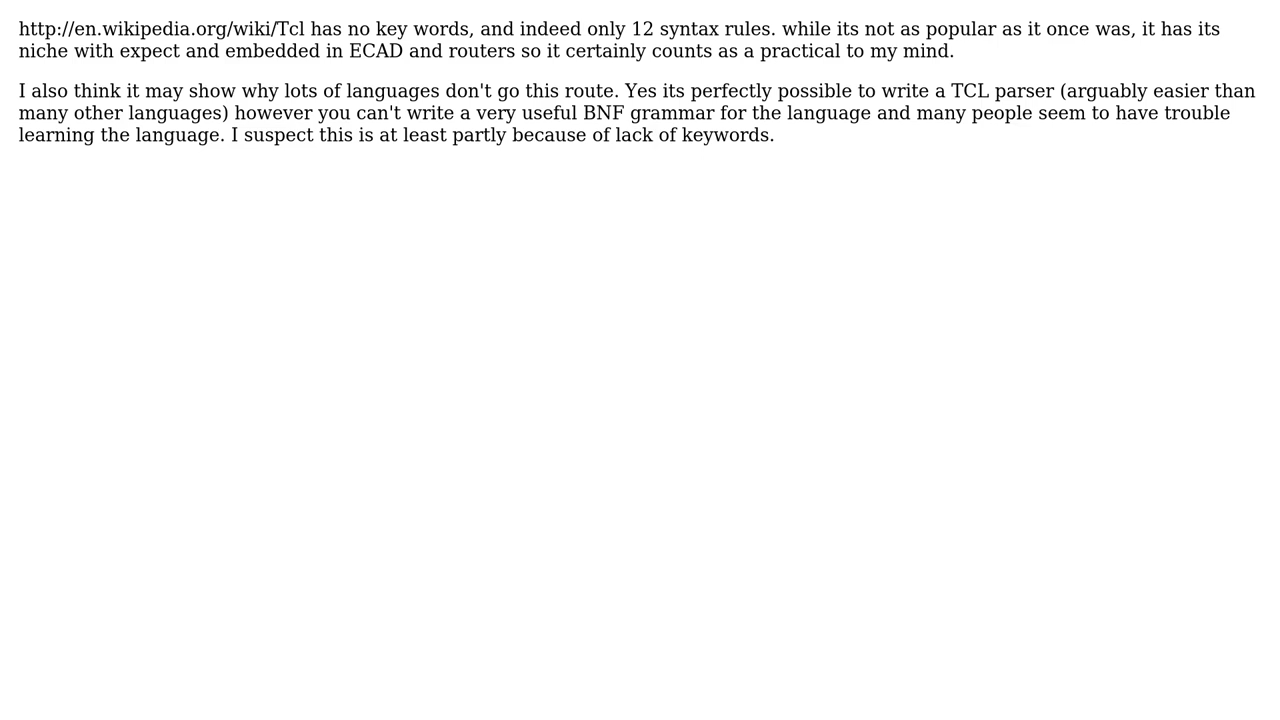 http://en.wikipedia.org/wiki/Tcl has no key words, and indeed only 12 syntax rules. while its not as popular as it once was, it has its
niche with expect and embedded in ECAD and routers so it certainly counts as a practical to my mind.
I also think it may show why lots of languages don't go this route. Yes its perfectly possible to write a TCL parser (arguably easier than
many other languages) however you can't write a very useful BNF grammar for the language and many people seem to have trouble
learning the language. I suspect this is at least partly because of lack of keywords.